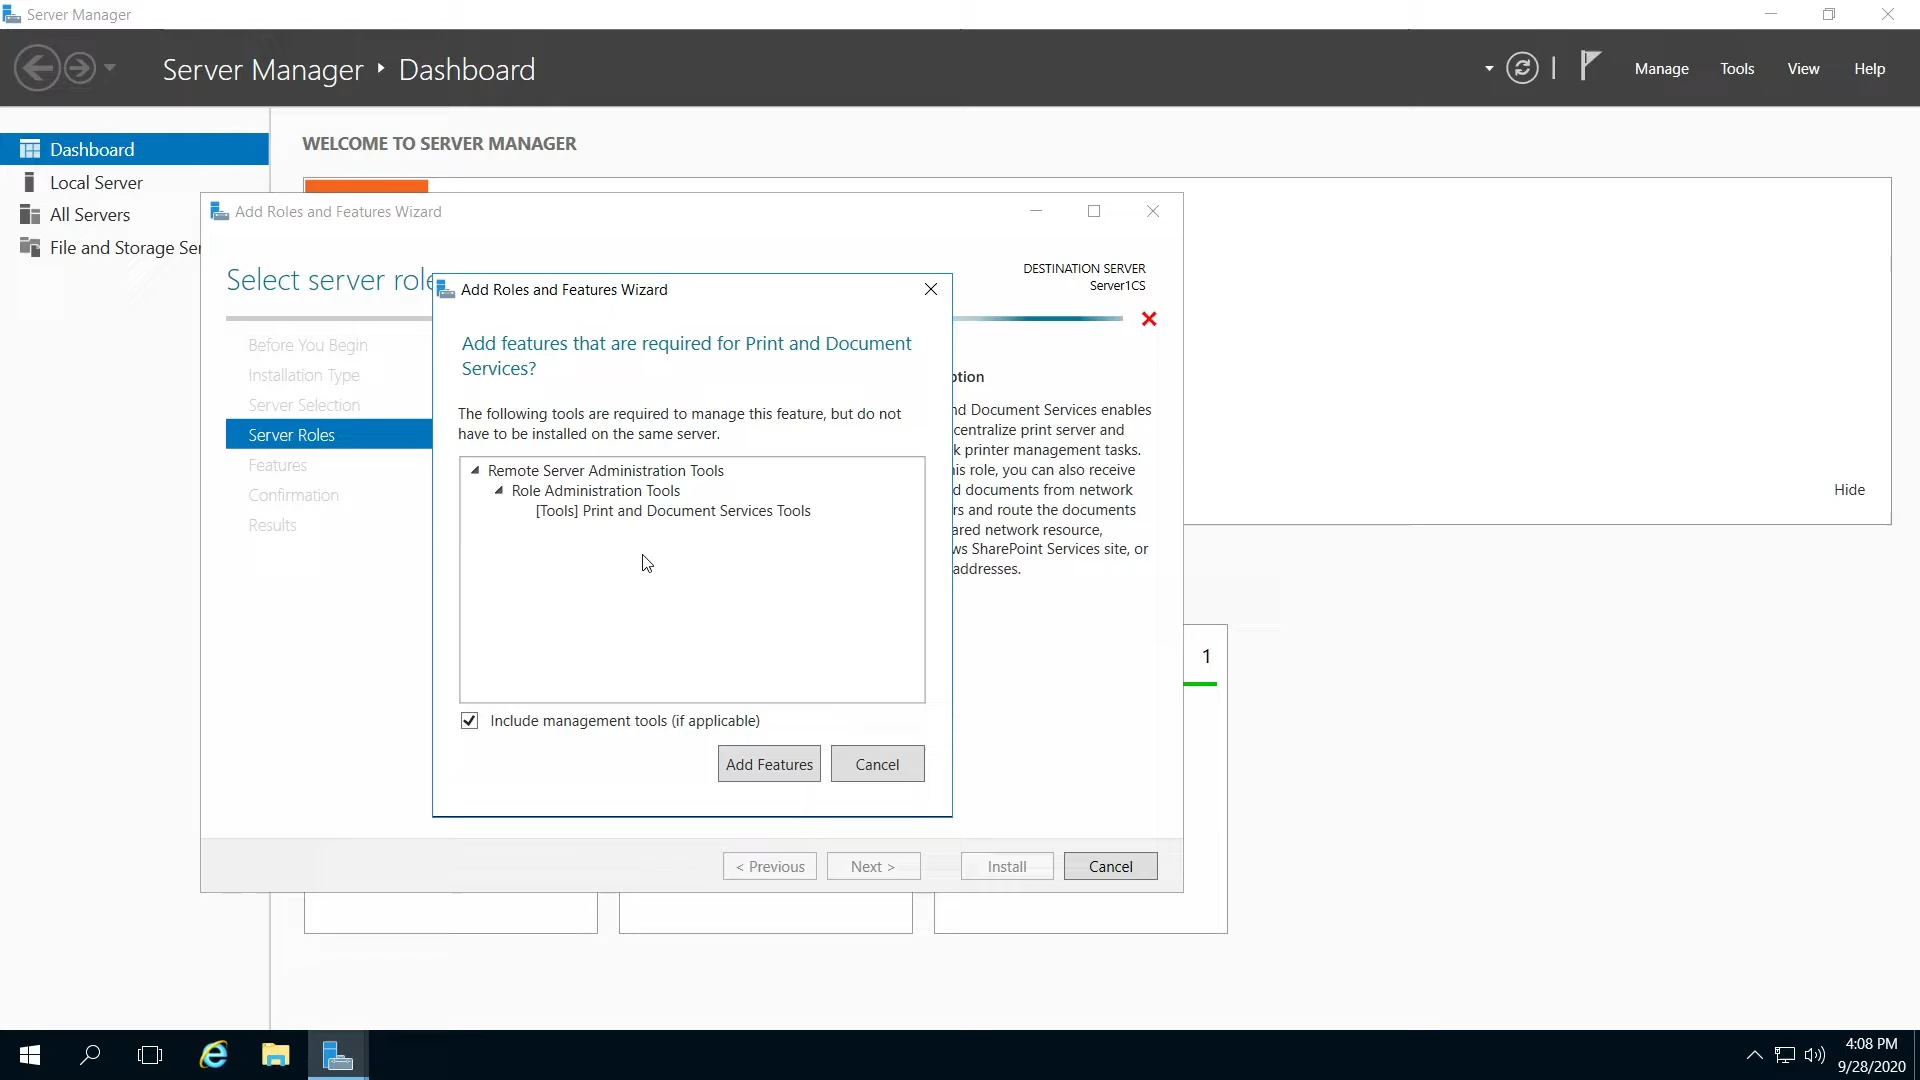 Server Manager
Server Manager Dashboard
Manage Tools View Help
Dashboard
Local Server
All Servers
File and Storage Ser
WELCOME TO SERVER MANAGER
Hide
1
Add Roles and Features Wizard
Select server role
DESTINATION SERVER
Server1CS
Before You Begin
Installation Type
Server Selection
Server Roles
Features
Confirmation
Results
ption
nd Document Services enables
centralize print server and
k printer management tasks.
is role, you can also receive
d documents from network
rs and route the documents
ared network resource,
ws SharePoint Services site, or
addresses.
< Previous Next > Install Cancel
Add Roles and Features Wizard
Add features that are required for Print and Document
Services?
The following tools are required to manage this feature, but do not
have to be installed on the same server.
Remote Server Administration Tools
Role Administration Tools
[Tools] Print and Document Services Tools
Include management tools (if applicable)
Add Features Cancel
4:08 PM
9/28/2020